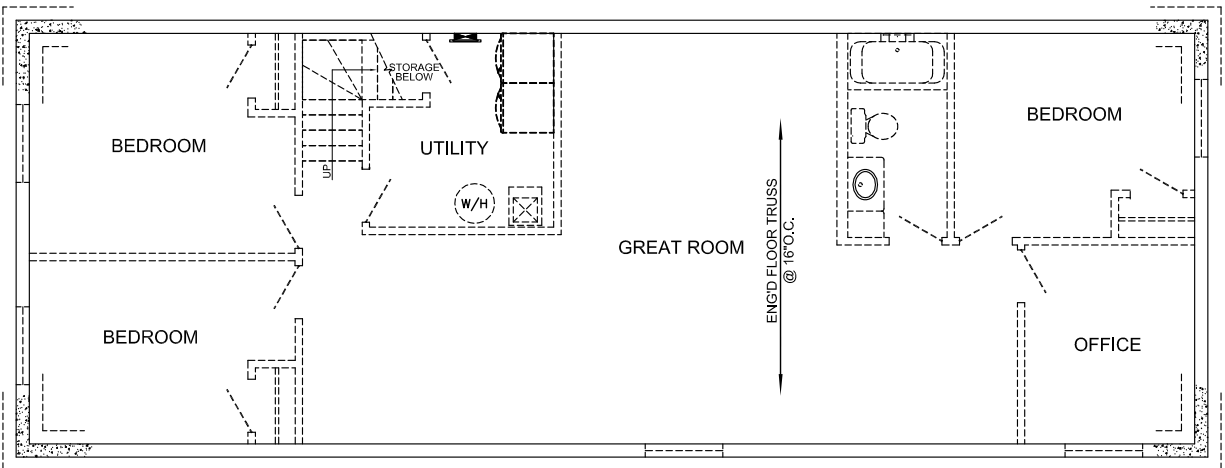 STORAGE
BELOW
BEDROOM
UTILITY
BEDROOM
UP
W/H
GREAT ROOM
ENG'D FLOOR TRUSS
@ 16"O.C.
BEDROOM
OFFICE